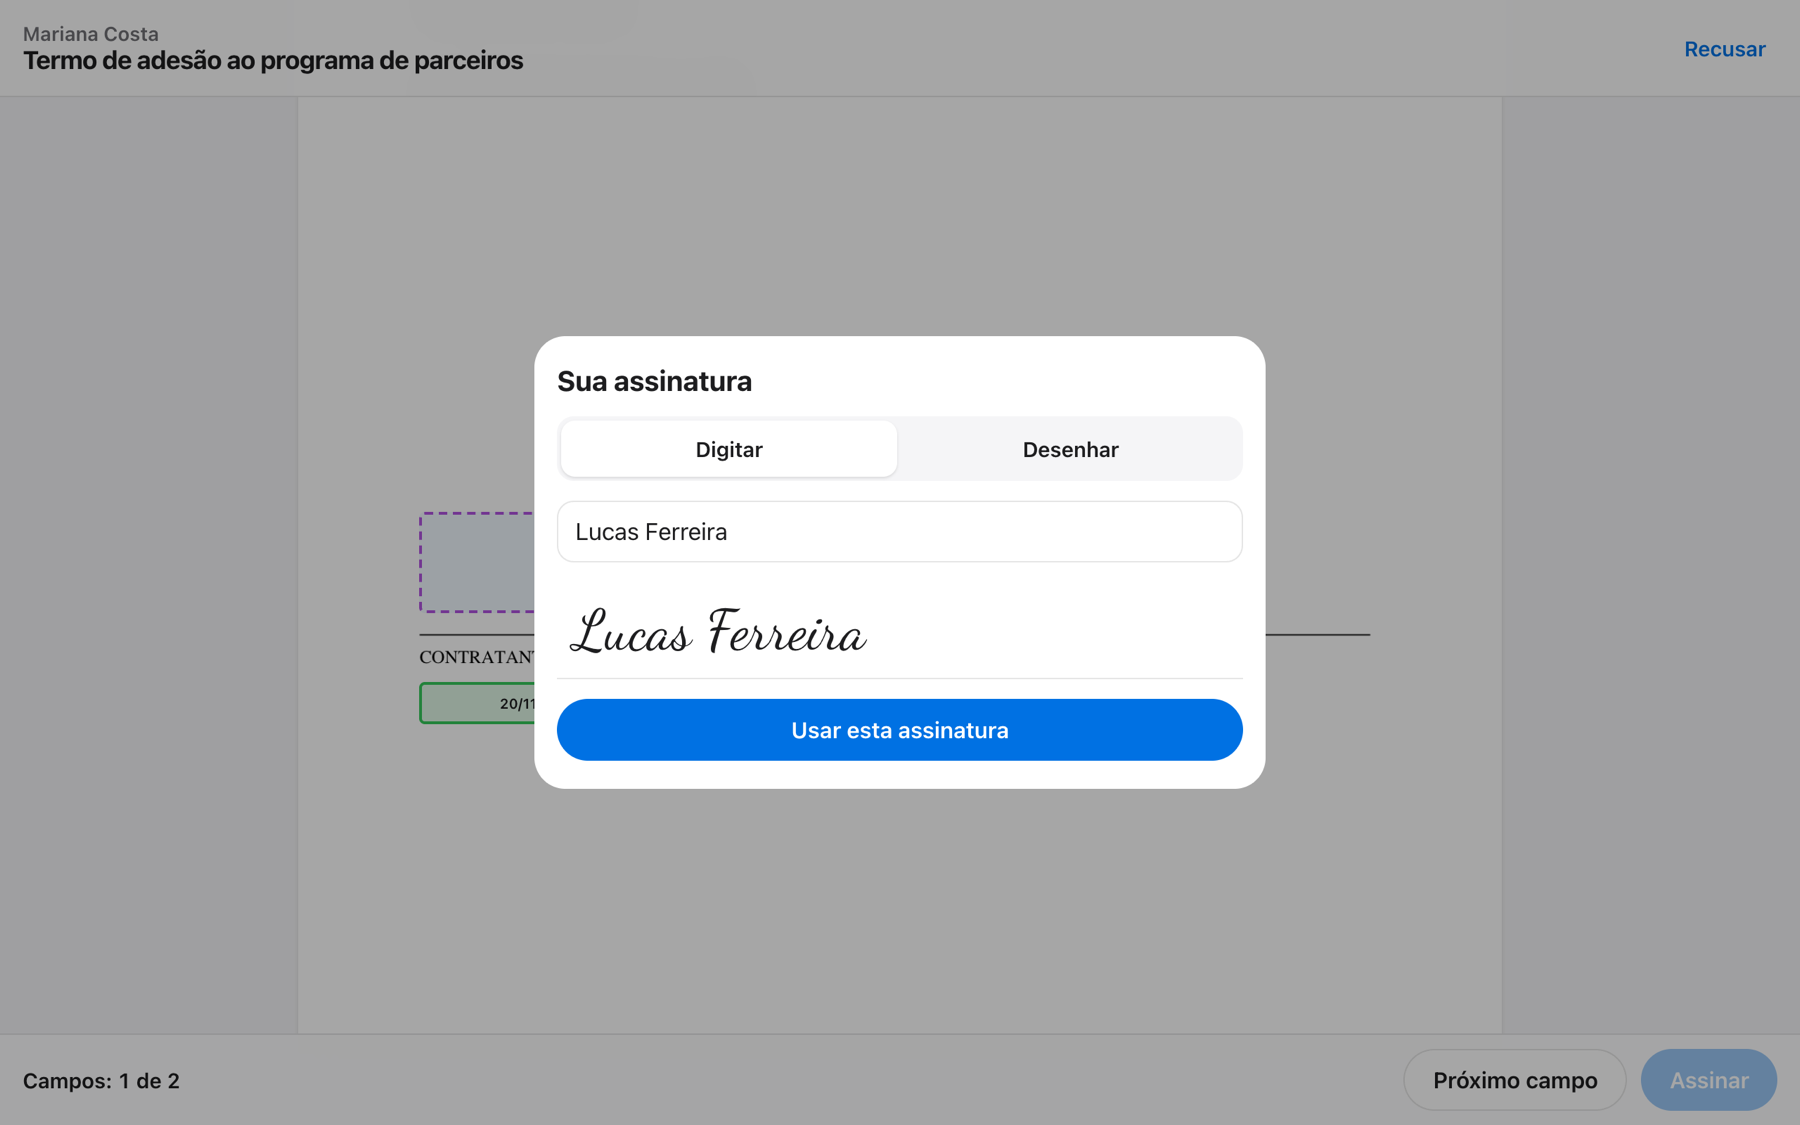 Mariana Costa
Termo de adesão ao programa de parceiros
Recusar
Sua assinatura
Digitar
Desenhar
Lucas Ferreira
Lucas Ferreira
CONTRATAN
20/11
Usar esta assinatura
Campos: 1 de 2
Próximo campo
Assinar